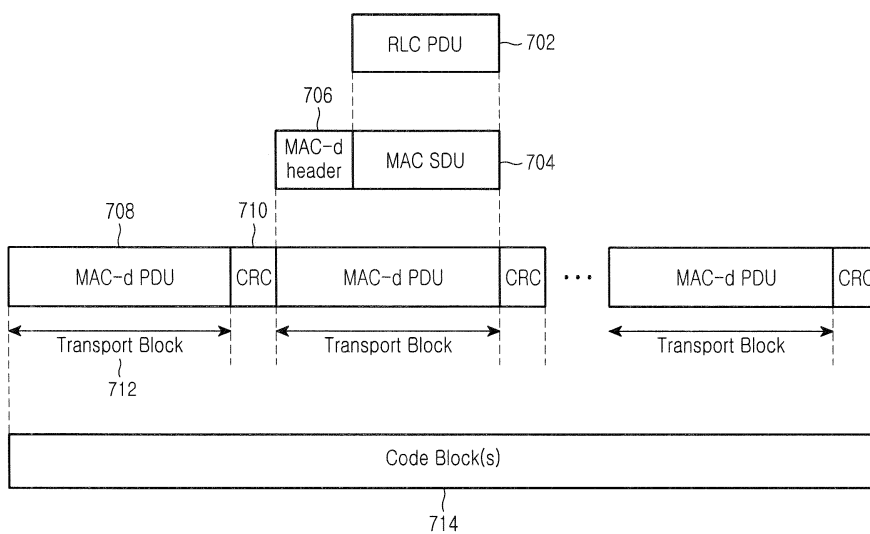 RLC PDU
702
706
MAC-d header
MAC SDU
704
708
710
MAC-d PDU
CRC
MAC-d PDU
CRC
•••
MAC-d PDU
CRC
Transport Block
Transport Block
Transport Block
712
Code Block(s)
714